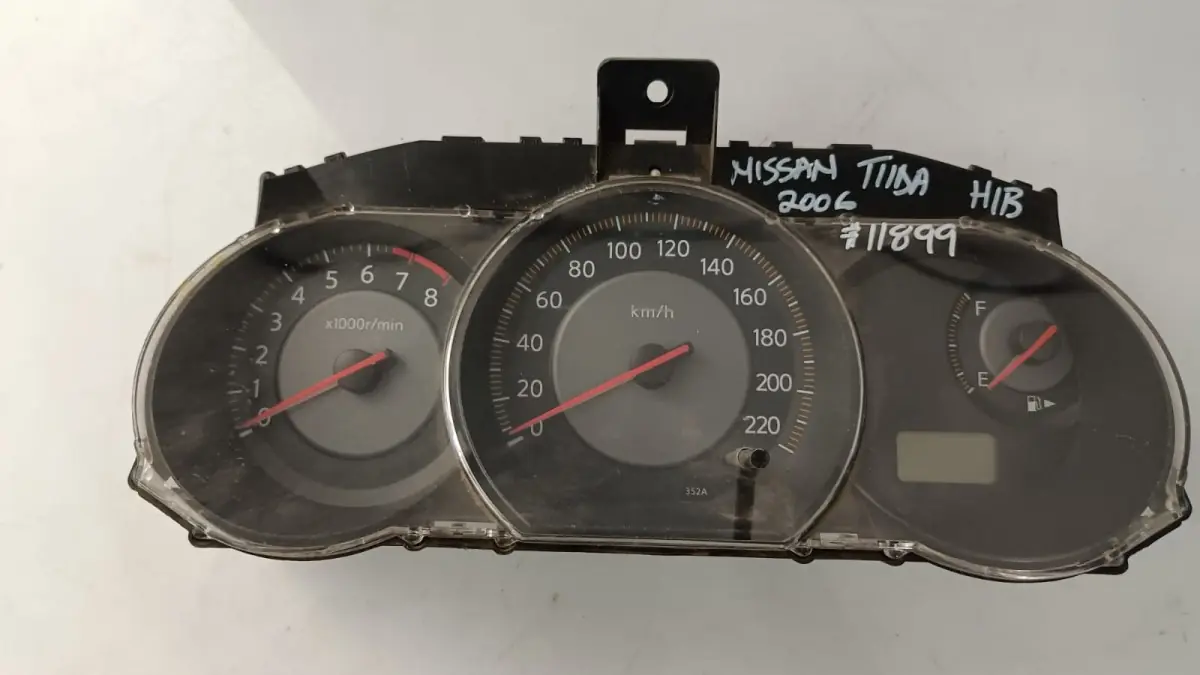 NISSAN TIIDA H/B
2006
#11899
0 1 2 3 4 5 6 7 8
x1000r/min
0 20 40 60 80 100 120 140 160 180 200 220
km/h
352A
F
E